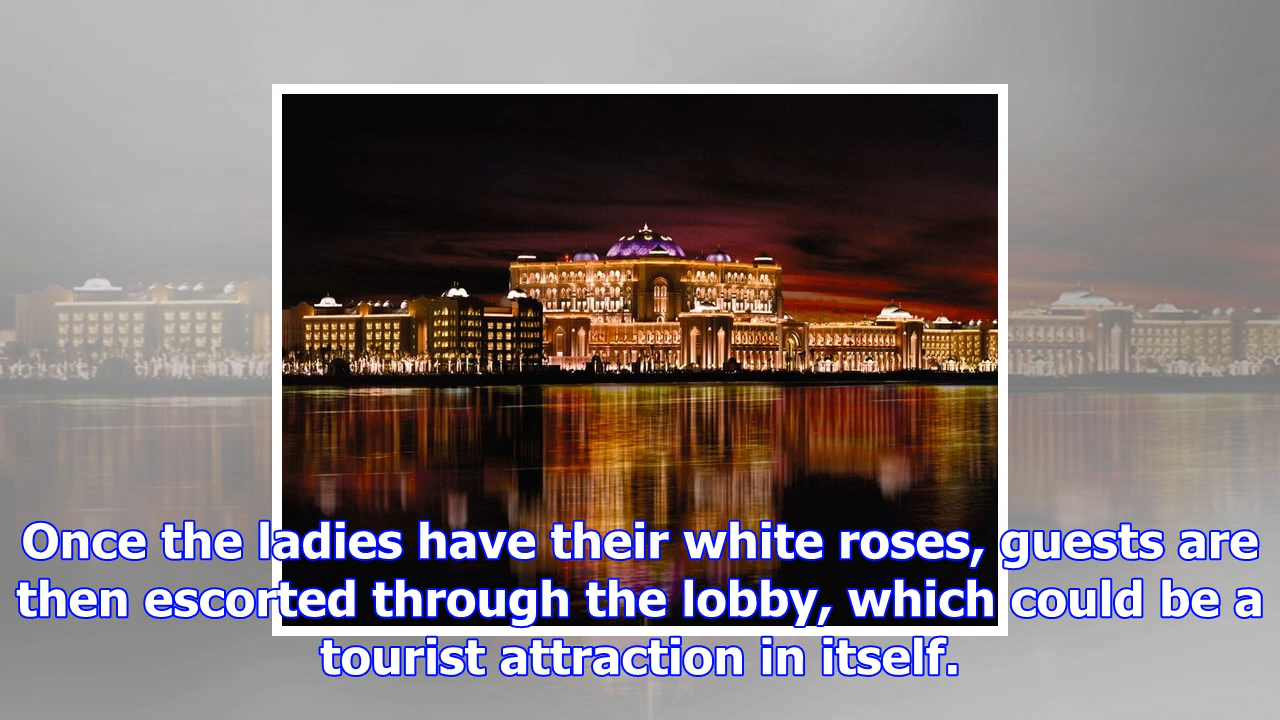 Once the ladies have their white roses, guests are
then escorted through the lobby, which could be a
tourist attraction in itself.